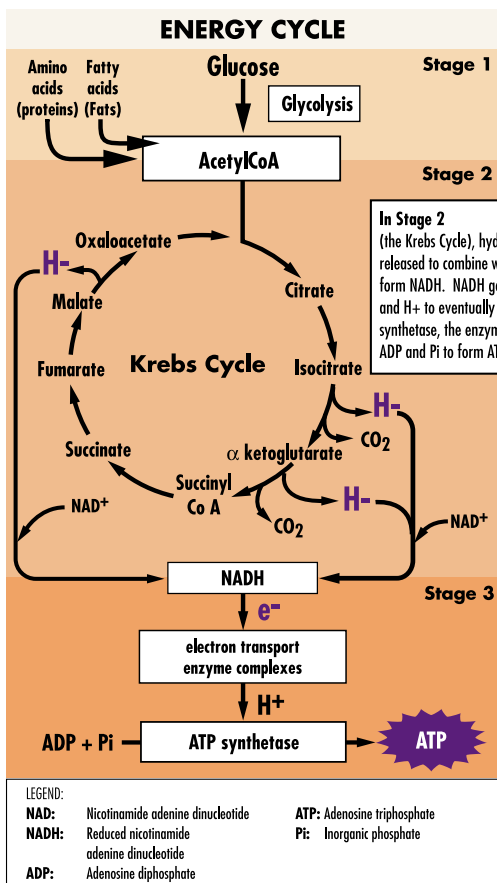 ENERGY CYCLE
Stage 1
Amino
acids
(proteins)
Fatty
acids
(Fats)
Glucose
Glycolysis
AcetylCoA
Stage 2
In Stage 2
(the Krebs Cycle), hyd
released to combine w
form NADH. NADH g
and H+ to eventually
synthetase, the enzym
ADP and Pi to form AT
Oxaloacetate
H-
Malate
Citrate
Fumarate
Krebs Cycle
Isocitrate
H-
CO2
Succinate
α ketoglutarate
Succinyl
Co A
H-
CO2
NAD+
NAD+
NADH
Stage 3
e-
electron transport
enzyme complexes
H+
ADP + Pi
ATP synthetase
ATP
LEGEND:
NAD: Nicotinamide adenine dinucleotide
NADH: Reduced nicotinamide
adenine dinucleotide
ADP: Adenosine diphosphate
ATP: Adenosine triphosphate
Pi: Inorganic phosphate